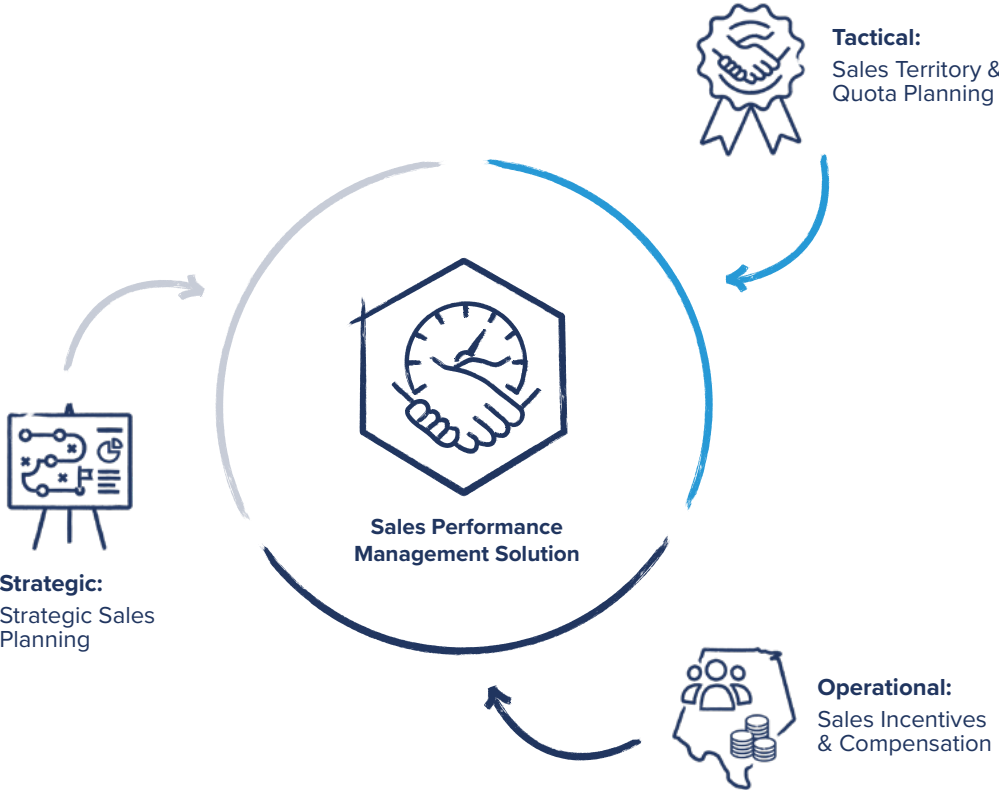 Tactical:
Sales Territory &
Quota Planning
Sales Performance
Management Solution
Strategic:
Strategic Sales
Planning
Operational:
Sales Incentives
& Compensation